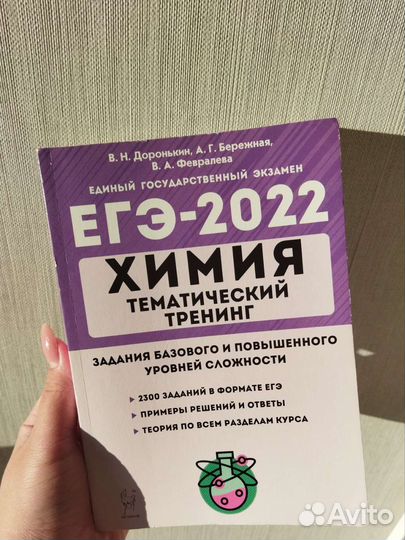 В. Н. Доронькин, А. Г. Бережная,
В. А. Февралева
ЕДИНЫЙ ГОСУДАРСТВЕННЫЙ ЭКЗАМЕН
ЕГЭ-2022
ХИМИЯ
ТЕМАТИЧЕСКИЙ
ТРЕНИНГ
ЗАДАНИЯ БАЗОВОГО И ПОВЫШЕННОГО
УРОВНЕЙ СЛОЖНОСТИ
2300 ЗАДАНИЙ В ФОРМАТЕ ЕГЭ
ПРИМЕРЫ РЕШЕНИЙ И ОТВЕТЫ
ТЕОРИЯ ПО ВСЕМ РАЗДЕЛАМ КУРСА
Avito